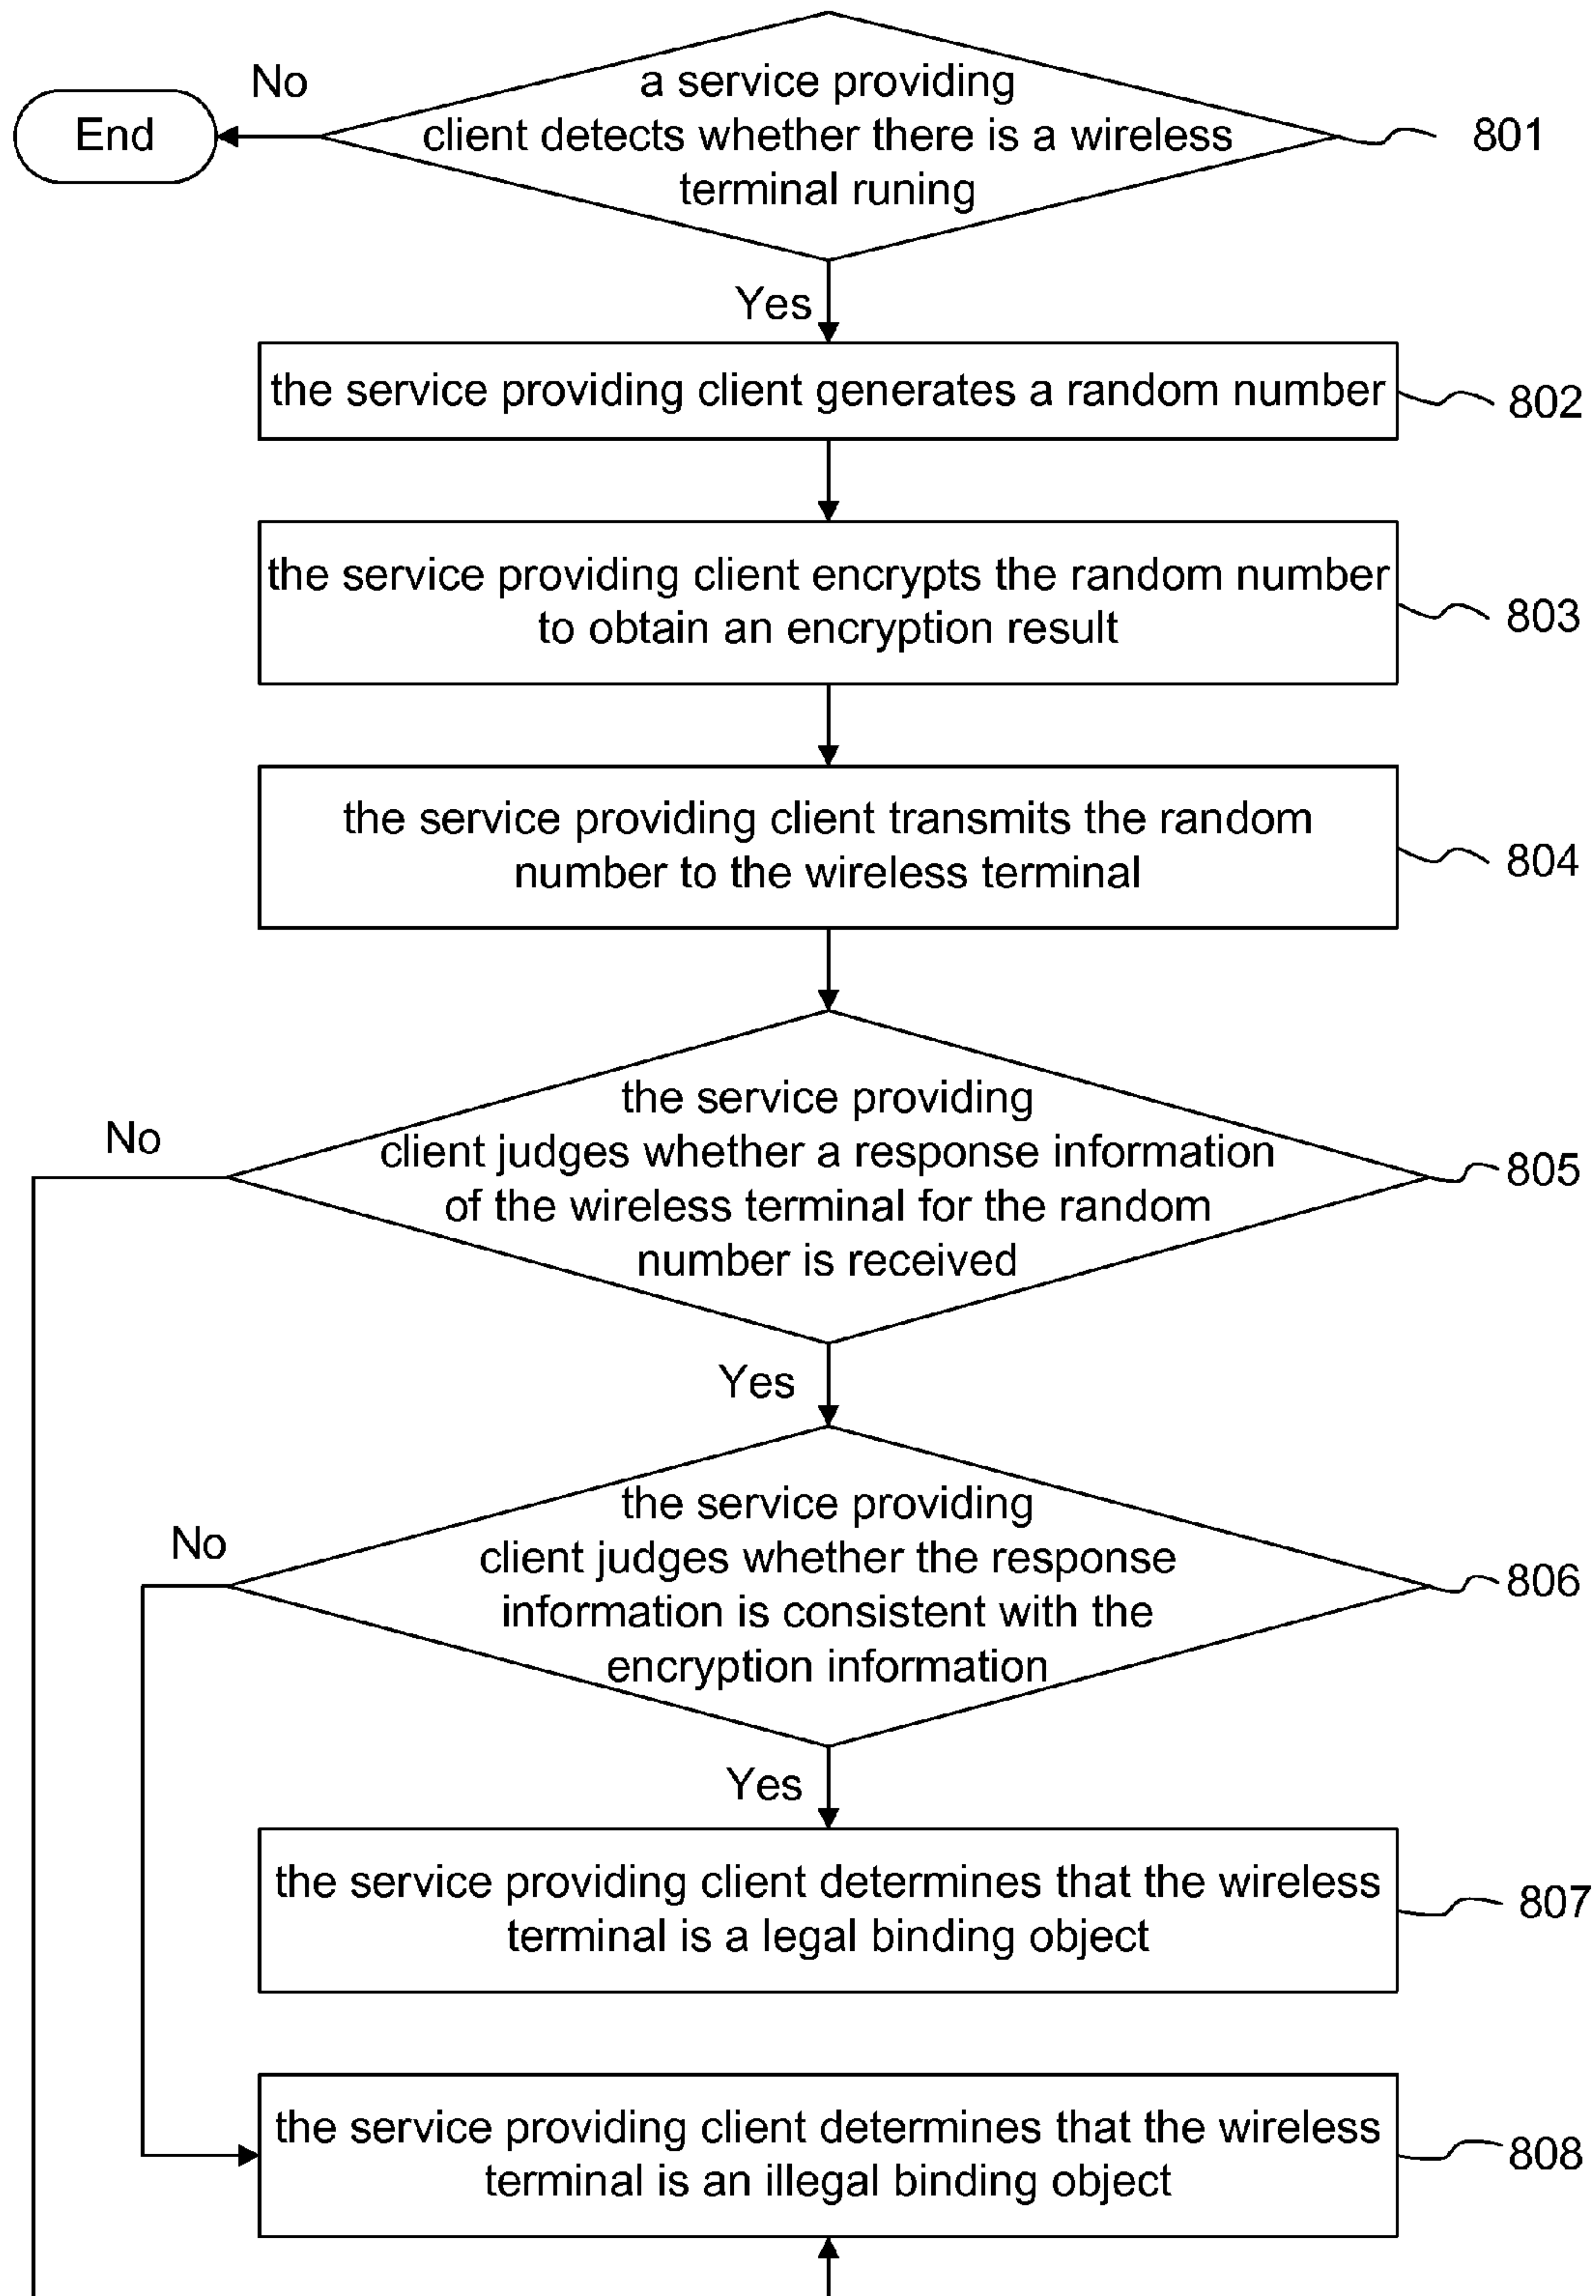 a service providing
client detects whether there is a wireless
terminal runing
801
No
End
Yes
the service providing client generates a random number
802
the service providing client encrypts the random number
to obtain an encryption result
803
the service providing client transmits the random
number to the wireless terminal
804
the service providing
client judges whether a response information
of the wireless terminal for the random
number is received
805
No
Yes
the service providing
client judges whether the response
information is consistent with the
encryption information
806
No
Yes
the service providing client determines that the wireless
terminal is a legal binding object
807
the service providing client determines that the wireless
terminal is an illegal binding object
808